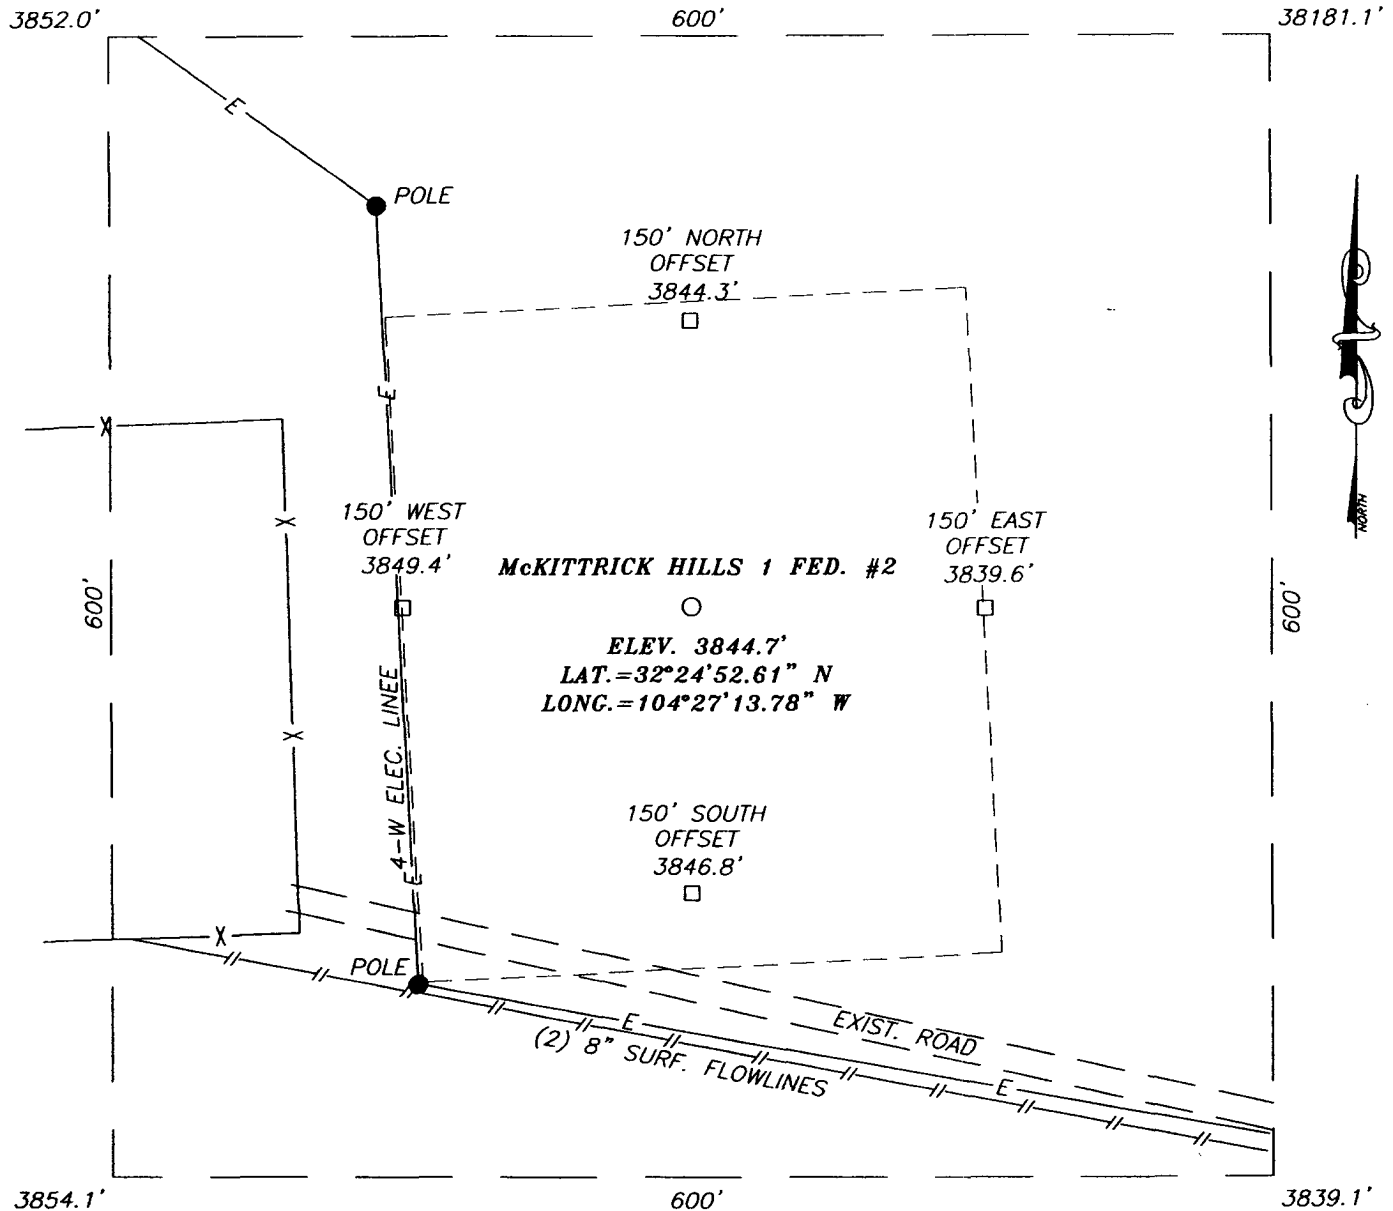 3852.0' 600' 38181.1'
E
POLE
150' NORTH
OFFSET
3844.3'
NORTH
E
X
150' WEST
OFFSET
3849.4'
X
150' EAST
OFFSET
3839.6'
McKITTRICK HILLS 1 FED. #2
600'
600'
ELEV. 3844.7'
LAT.=32°24'52.61" N
LONG.=104°27'13.78" W
X
4-W ELEC. LINEE
150' SOUTH
OFFSET
3846.8'
E
X
POLE
E
EXIST. ROAD
(2) 8" SURF. FLOWLINES
E
3854.1' 600' 3839.1'